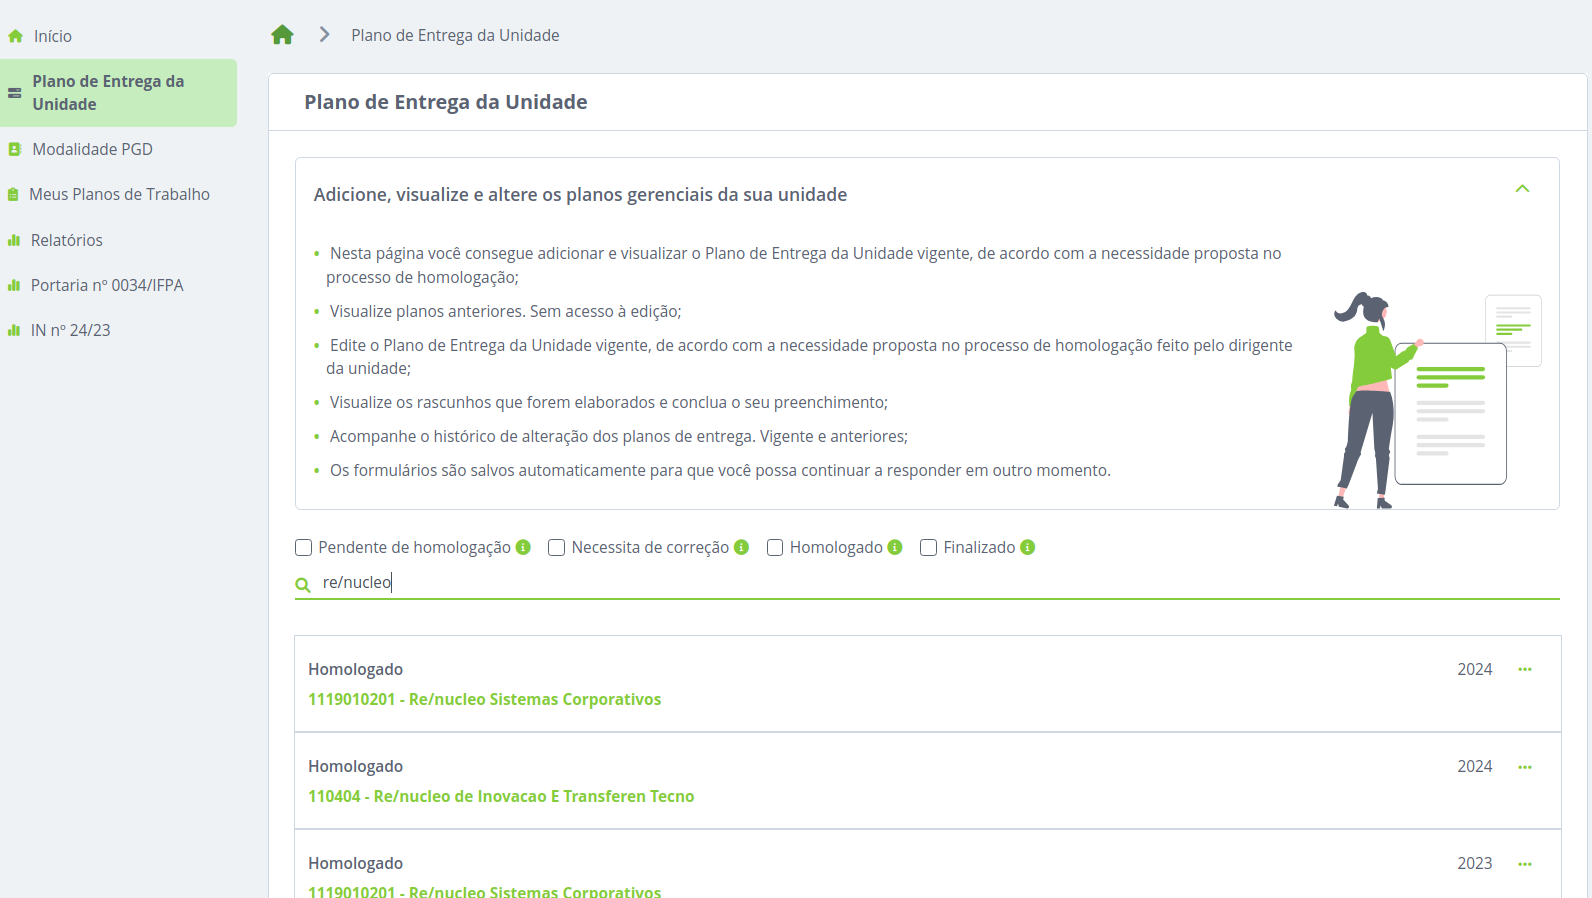 Início
Plano de Entrega da
Unidade
Modalidade PGD
Meus Planos de Trabalho
Relatórios
Portaria nº 0034/IFPA
IN nº 24/23
Plano de Entrega da Unidade
Plano de Entrega da Unidade
Adicione, visualize e altere os planos gerenciais da sua unidade
• Nesta página você consegue adicionar e visualizar o Plano de Entrega da Unidade vigente, de acordo com a necessidade proposta no
processo de homologação;
• Visualize planos anteriores. Sem acesso à edição;
• Edite o Plano de Entrega da Unidade vigente, de acordo com a necessidade proposta no processo de homologação feito pelo dirigente
da unidade;
• Visualize os rascunhos que forem elaborados e conclua o seu preenchimento;
• Acompanhe o histórico de alteração dos planos de entrega. Vigente e anteriores;
• Os formulários são salvos automaticamente para que você possa continuar a responder em outro momento.
Pendente de homologação Necessita de correção Homologado Finalizado
re/nucleo
Homologado 2024
1119010201 - Re/nucleo Sistemas Corporativos
Homologado 2024
110404 - Re/nucleo de Inovacao E Transferen Tecno
Homologado 2023
1119010201 - Re/nucleo Sistemas Corporativos